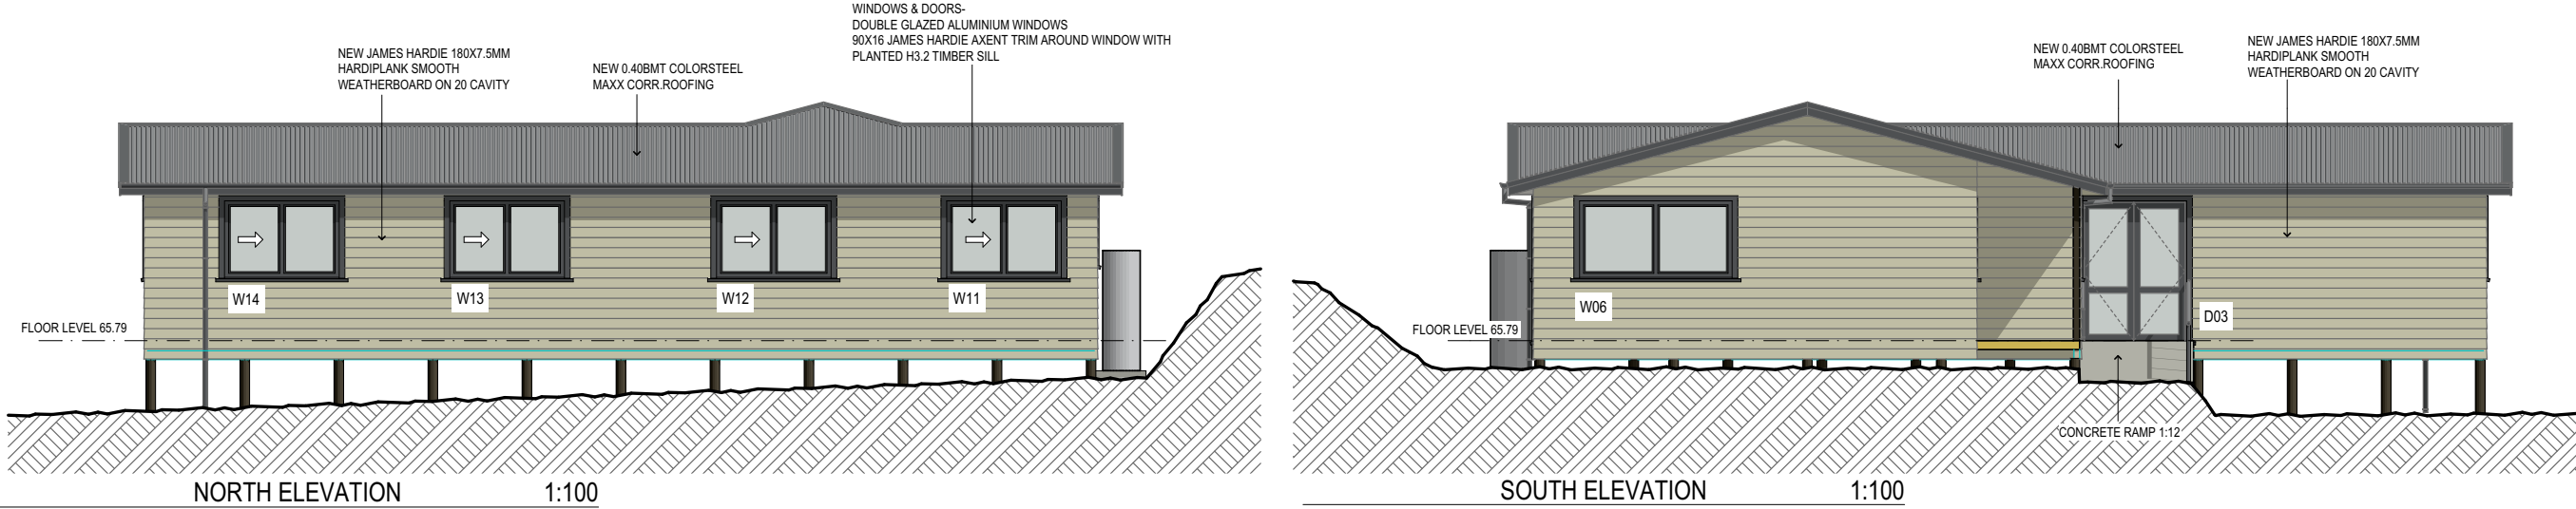 WINDOWS & DOORS-
DOUBLE GLAZED ALUMINIUM WINDOWS
90X16 JAMES HARDIE AXENT TRIM AROUND WINDOW WITH
PLANTED H3.2 TIMBER SILL
NEW JAMES HARDIE 180X7.5MM
HARDIPLANK SMOOTH
WEATHERBOARD ON 20 CAVITY
NEW 0.40BMT COLORSTEEL
MAXX CORR.ROOFING
W14
W13
W12
W11
FLOOR LEVEL 65.79
NORTH ELEVATION 1:100
NEW 0.40BMT COLORSTEEL
MAXX CORR.ROOFING
NEW JAMES HARDIE 180X7.5MM
HARDIPLANK SMOOTH
WEATHERBOARD ON 20 CAVITY
W06
D03
FLOOR LEVEL 65.79
CONCRETE RAMP 1:12
SOUTH ELEVATION 1:100